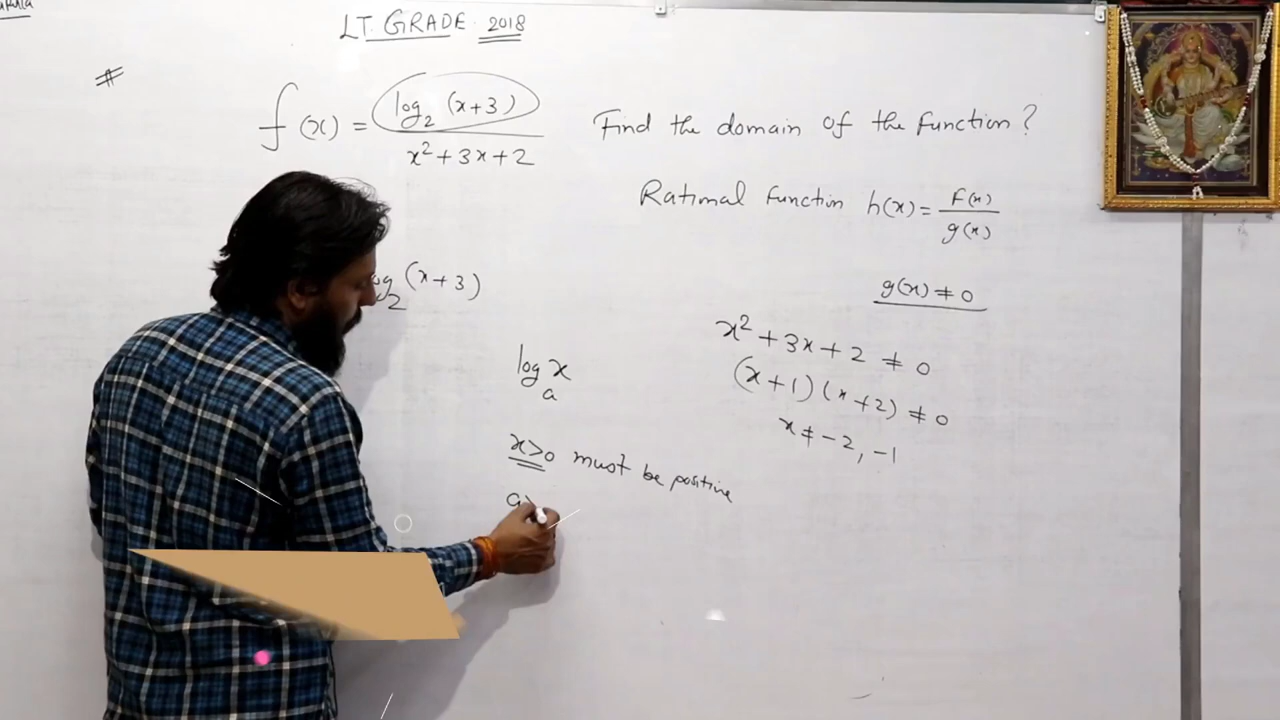 LT. GRADE 2018
#
f(x) = log₂ (x+3) / x² + 3x + 2
Find the domain of the function?
Rational function h(x) = f(x) / g(x)
g(x) ≠ 0
(x + 3)
2
x² + 3x + 2 ≠ 0
(x+1) (x+2) ≠ 0
x ≠ -2, -1
logₐ x
x>0 must be positive
a